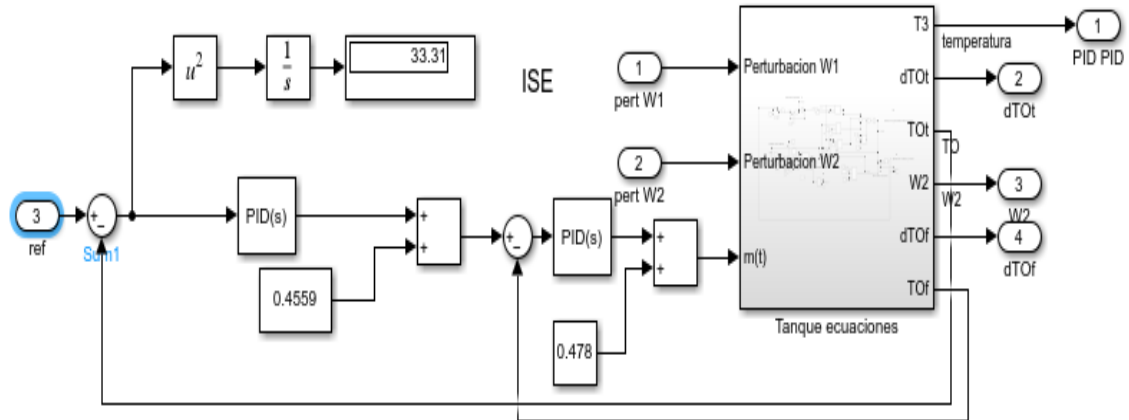 u²
1
s
33.31
ISE
1
pert W1
2
pert W2
Perturbacion W1
Perturbacion W2
m(t)
T3
dTOt
TOt
W2
dTOf
TOf
Tanque ecuaciones
temperatura
1
PID PID
2
dTOt
TO
3
W2
W2
4
dTOf
3
ref
+
−
Sum1
PID(s)
0.4559
+
+
+
−
PID(s)
0.478
+
+